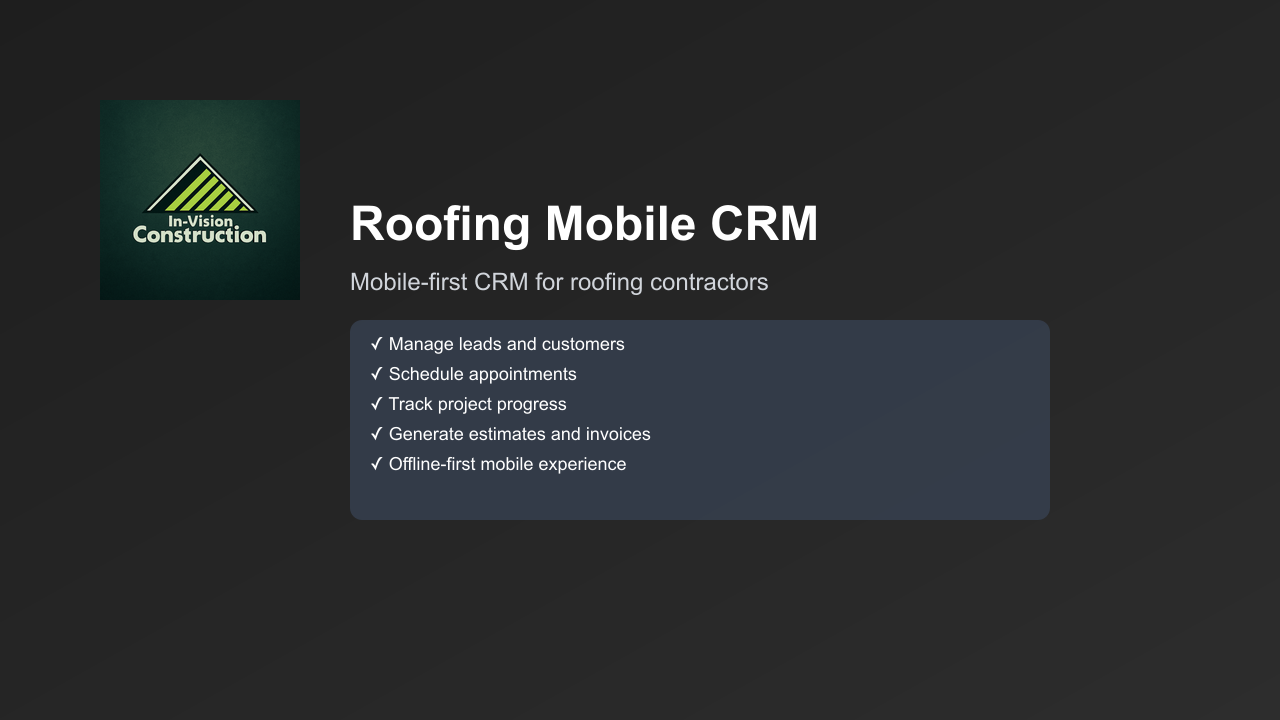 In-Vision
Construction
Roofing Mobile CRM
Mobile-first CRM for roofing contractors
✓ Manage leads and customers
✓ Schedule appointments
✓ Track project progress
✓ Generate estimates and invoices
✓ Offline-first mobile experience